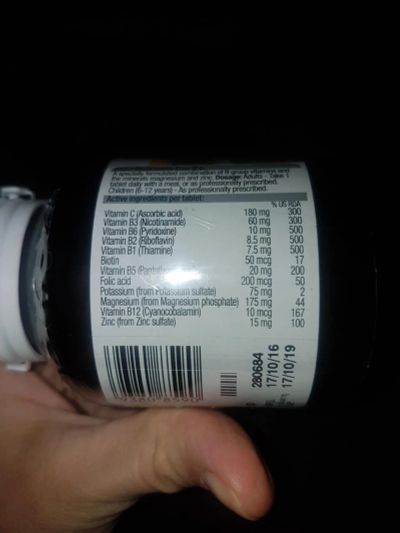 A specially formulated combination of B group vitamins and
the minerals magnesium and zinc. Dosage: Adults - Take 1
tablet daily with a meal, or as professionally prescribed.
Children (6-12 years) - As professionally prescribed.
Active ingredients per tablet:
% US RDA
Vitamin C (Ascorbic acid) 180 mg 300
Vitamin B3 (Nicotinamide) 60 mg 300
Vitamin B6 (Pyridoxine) 10 mg 500
Vitamin B2 (Riboflavin) 8.5 mg 500
Vitamin B1 (Thiamine) 7.5 mg 500
Biotin 50 mcg 17
Vitamin B5 20 mg 200
Folic acid 200 mcg 50
Potassium (from Potassium sulfate) 75 mg 2
Magnesium (from Magnesium phosphate) 175 mg 44
Vitamin B12 (Cyanocobalamin) 10 mcg 167
Zinc (from Zinc sulfate) 15 mg 100
280684
17/10/16
17/10/19